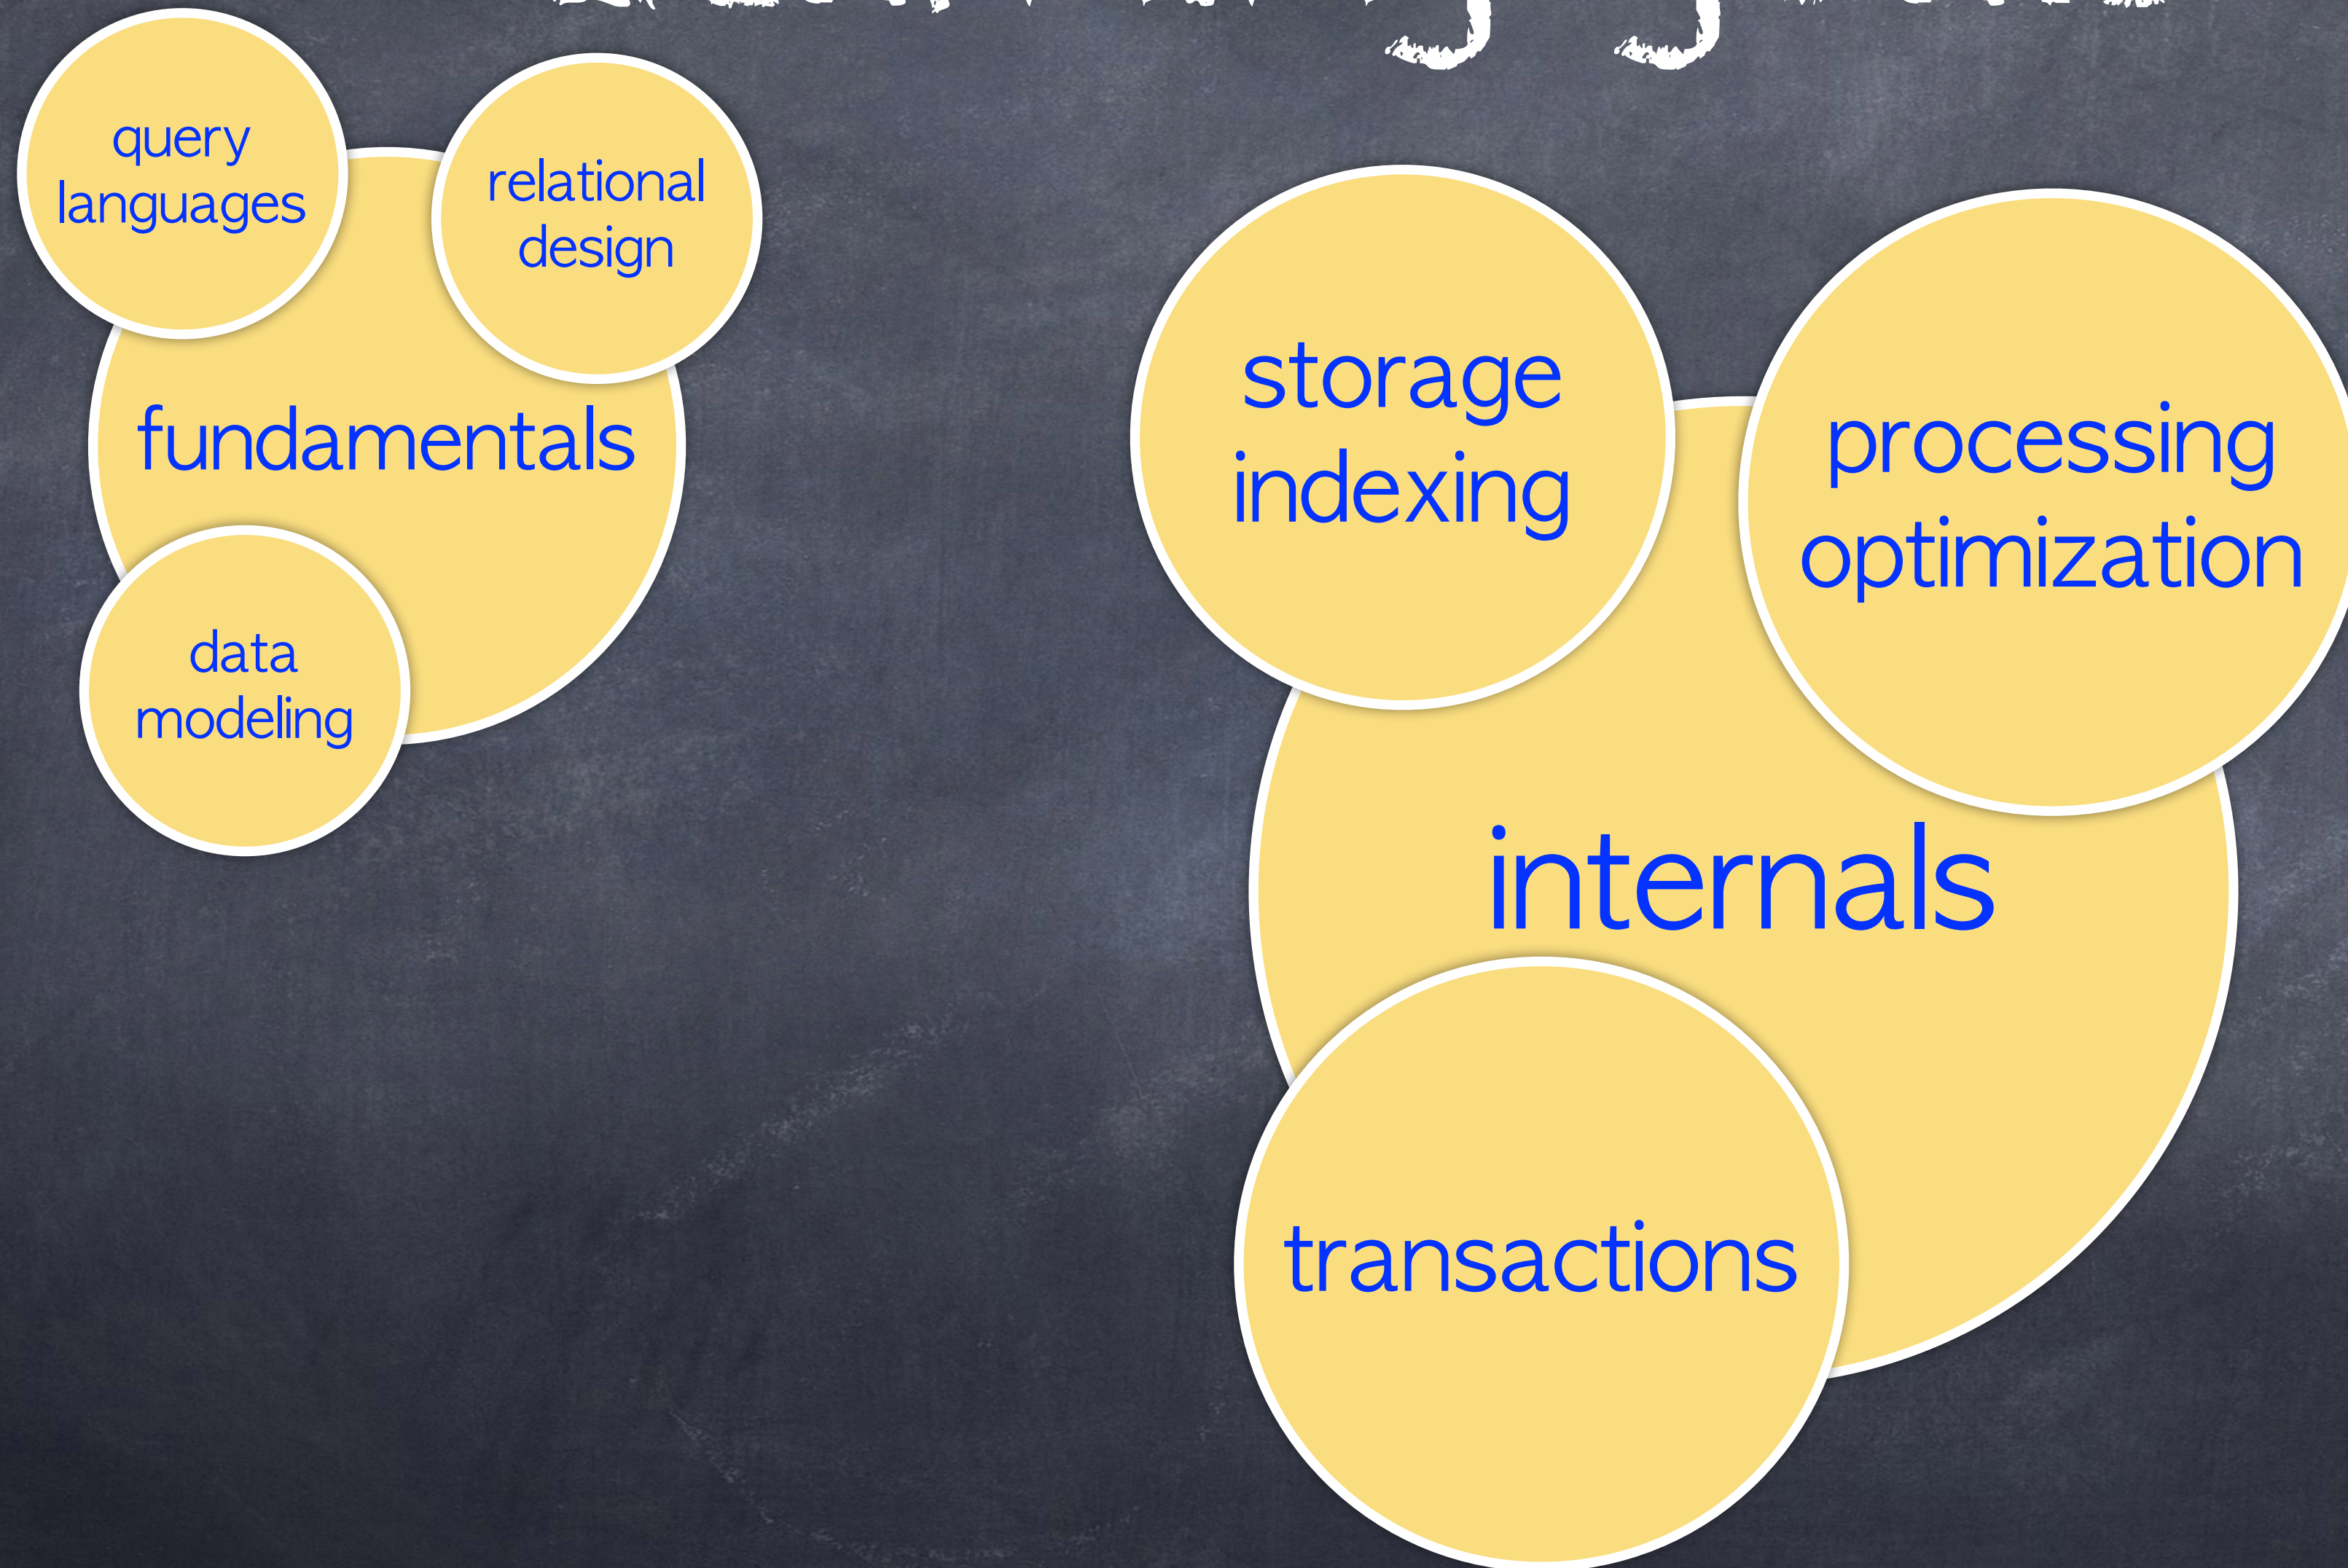 query
languages
relational
design
fundamentals
data
modeling
storage
indexing
processing
optimization
internals
transactions